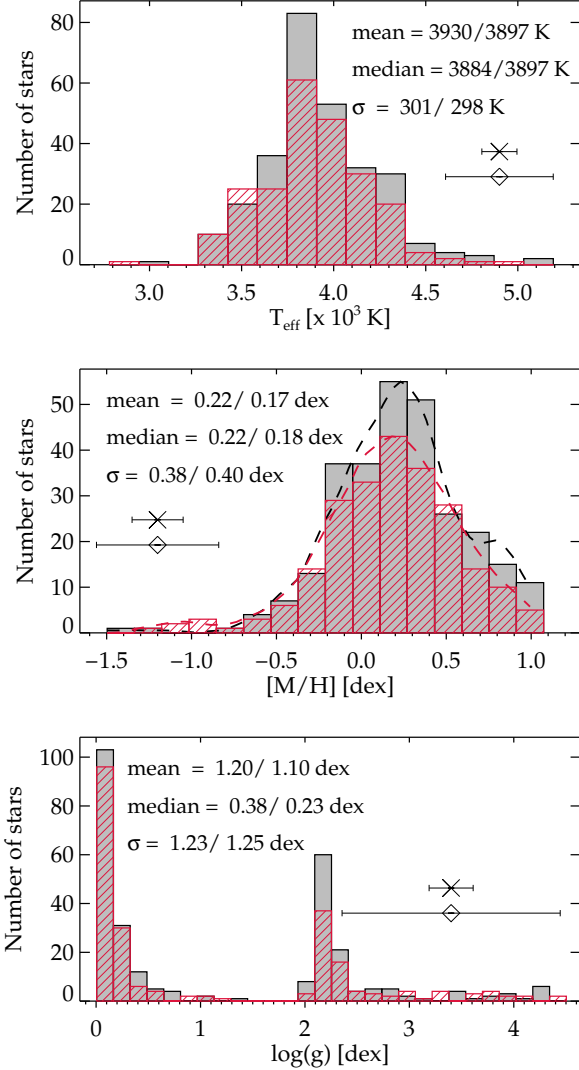 80
60
40
20
0
Number of stars
mean = 3930/3897 K
median = 3884/3897K
σ = 301/ 298 K
3.0 3.5 4.0 4.5 5.0
T_eff [x 10^3 K]
50
40
30
20
10
0
Number of stars
mean = 0.22/ 0.17 dex
median = 0.22/ 0.18 dex
σ = 0.38/ 0.40 dex
−1.5 −1.0 −0.5 0.0 0.5 1.0
[M/H] [dex]
100
80
60
40
20
0
Number of stars
mean = 1.20/ 1.10 dex
median = 0.38/ 0.23 dex
σ = 1.23/ 1.25 dex
0 1 2 3 4
log(g) [dex]